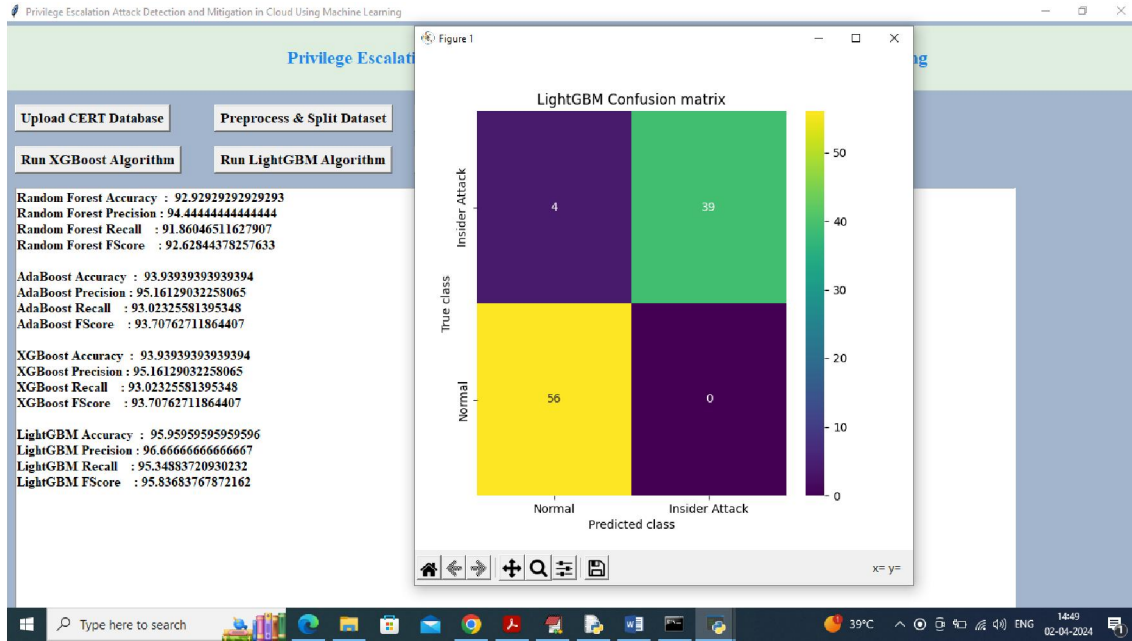 Privilege Escalation Attack Detection and Mitigation in Cloud Using Machine Learning
Privilege Escalati
ng
Upload CERT Database
Preprocess & Split Dataset
Run XGBoost Algorithm
Run LightGBM Algorithm
Random Forest Accuracy : 92.92929292929293
Random Forest Precision : 94.44444444444444
Random Forest Recall : 91.86046511627907
Random Forest FScore : 92.62844378257633
AdaBoost Accuracy : 93.93939393939394
AdaBoost Precision : 95.16129032258065
AdaBoost Recall : 93.02325581395348
AdaBoost FScore : 93.70762711864407
XGBoost Accuracy : 93.93939393939394
XGBoost Precision : 95.16129032258065
XGBoost Recall : 93.02325581395348
XGBoost FScore : 93.70762711864407
LightGBM Accuracy : 95.95959595959596
LightGBM Precision : 96.66666666666667
LightGBM Recall : 95.34883720930232
LightGBM FScore : 95.83683767872162
Figure 1
LightGBM Confusion matrix
True class
Insider Attack
Normal
4
39
56
0
Normal
Insider Attack
Predicted class
50
40
30
20
10
0
x= y=
Type here to search
39°C
ENG
14:49
02-04-2024
1